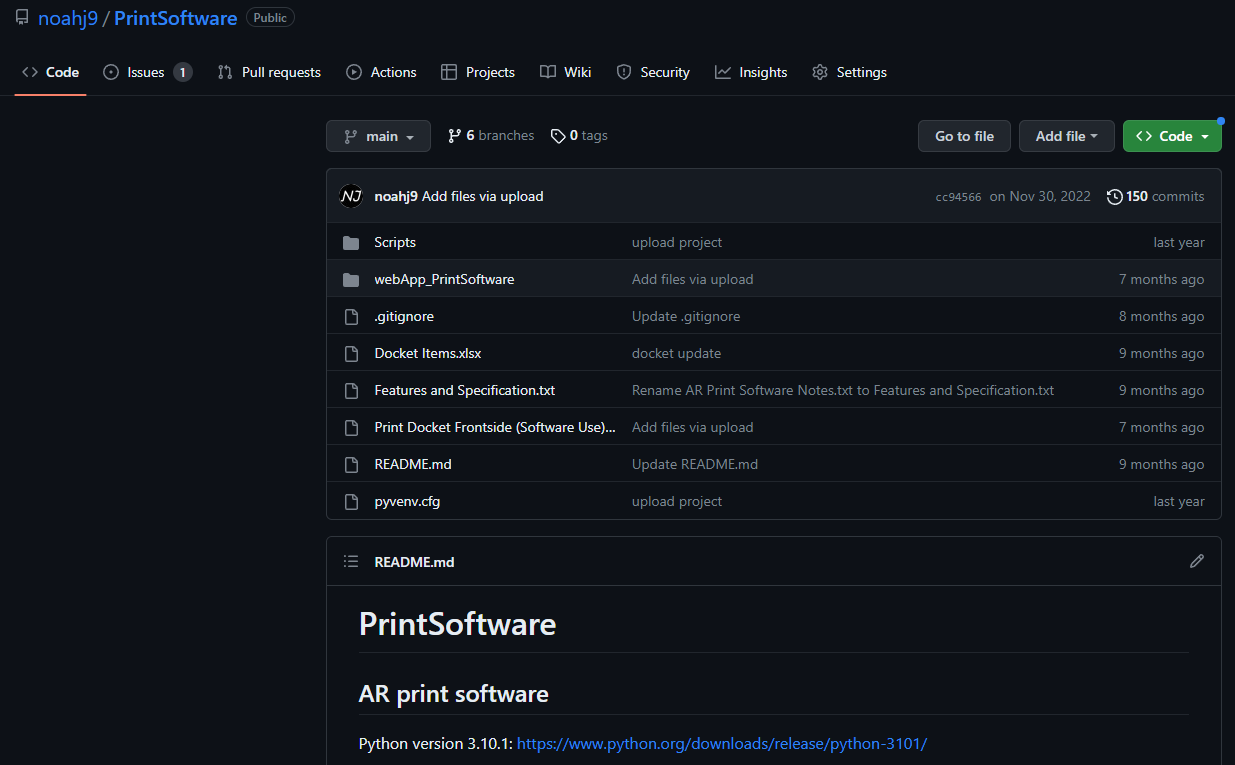 noahj9 / PrintSoftware Public
Code Issues 1 Pull requests Actions Projects Wiki Security Insights Settings
main 6 branches 0 tags Go to file Add file Code
NJ noahj9 Add files via upload cc94566 on Nov 30, 2022 150 commits
Scripts upload project last year
webApp_PrintSoftware Add files via upload 7 months ago
.gitignore Update .gitignore 8 months ago
Docket Items.xlsx docket update 9 months ago
Features and Specification.txt Rename AR Print Software Notes.txt to Features and Specification.txt 9 months ago
Print Docket Frontside (Software Use)... Add files via upload 7 months ago
README.md Update README.md 9 months ago
pyvenv.cfg upload project last year
README.md
PrintSoftware
AR print software
Python version 3.10.1: https://www.python.org/downloads/release/python-3101/